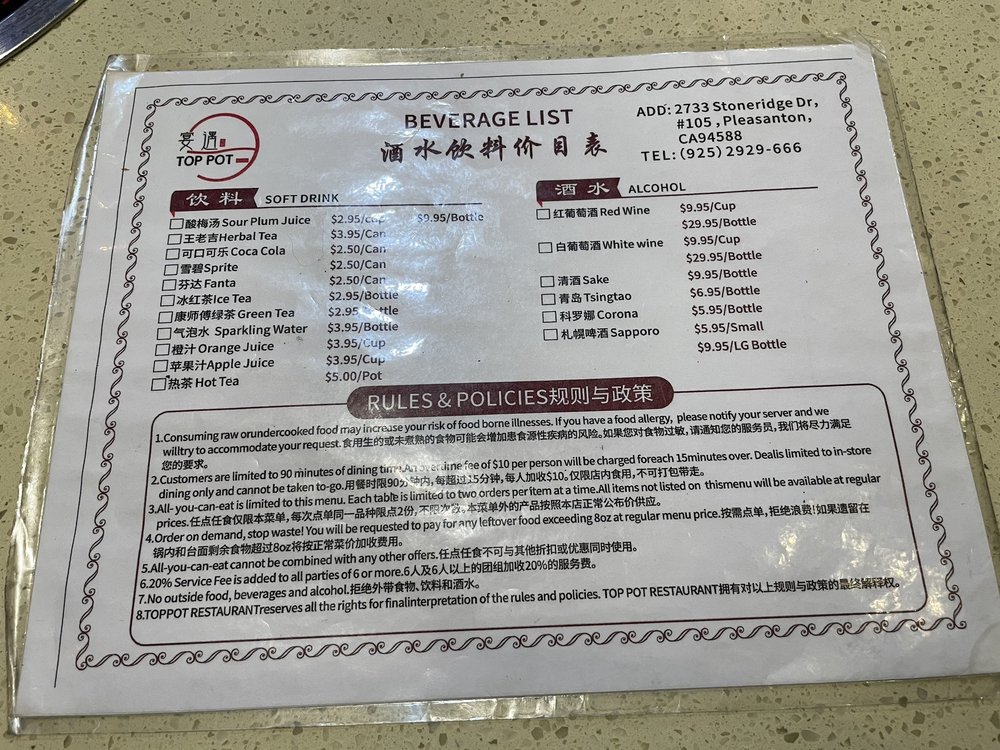 宴遇
TOP POT
BEVERAGE LIST
酒水饮料价目表
ADD: 2733 Stoneridge Dr,
#105 , Pleasanton,
CA94588
TEL: (925) 2929-666
饮料 SOFT DRINK
酸梅汤 Sour Plum Juice $2.95/cup $9.95/Bottle
王老吉Herbal Tea $3.95/Can
可口可乐 Coca Cola $2.50/Can
雪碧Sprite $2.50/Can
芬达 Fanta $2.50/Can
冰红茶Ice Tea $2.95/Bottle
康师傅绿茶 Green Tea $2.95/Bottle
气泡水 Sparkling Water $3.95/Bottle
橙汁 Orange Juice $3.95/Cup
苹果汁Apple Juice $3.95/Cup
热茶 Hot Tea $5.00/Pot
酒水 ALCOHOL
红葡萄酒 Red Wine $9.95/Cup
$29.95/Bottle
白葡萄酒 White wine $9.95/Cup
$29.95/Bottle
清酒 Sake $9.95/Bottle
青岛 Tsingtao $6.95/Bottle
科罗娜 Corona $5.95/Bottle
札幌啤酒 Sapporo $5.95/Small
$9.95/LG Bottle
RULES & POLICIES规则与政策
1.Consuming raw orundercooked food may increase your risk of food borne illnesses. If you have a food allergy, please notify your server and we
willtry to accommodate your request.食用生的或未煮熟的食物可能会增加患食源性疾病的风险。如果您对食物过敏,请通知您的服务员,我们将尽力满足
您的要求。
2.Customers are limited to 90 minutes of dining time.An overtime fee of $10 per person will be charged foreach 15minutes over. Dealis limited to in-store
dining only and cannot be taken to-go.用餐时限90分钟内,每超过15分钟,每人加收$10。仅限店内食用,不可打包带走。
3.All- you-can-eat is limited to this menu. Each table is limited to two orders per item at a time.All items not listed on thismenu will be available at regular
prices.任点任食仅限本菜单,每次点单同一品种限点2份,不限次数。本菜单外的产品按照本店正常公布价供应。
4.Order on demand, stop waste! You will be requested to pay for any leftover food exceeding 8oz at regular menu price.按需点单,拒绝浪费!如果遗留在
锅内和台面剩余食物超过8oz将按正常菜价加收费用。
5.All-you-can-eat cannot be combined with any other offers.任点任食不可与其他折扣或优惠同时使用。
6.20% Service Fee is added to all parties of 6 or more.6人及6人以上的团组加收20%的服务费。
7.No outside food, beverages and alcohol.拒绝外带食物、饮料和酒水。
8.TOPPOT RESTAURANTreserves all the rights for finalinterpretation of the rules and policies. TOP POT RESTAURANT拥有对以上规则与政策的最终解释权。